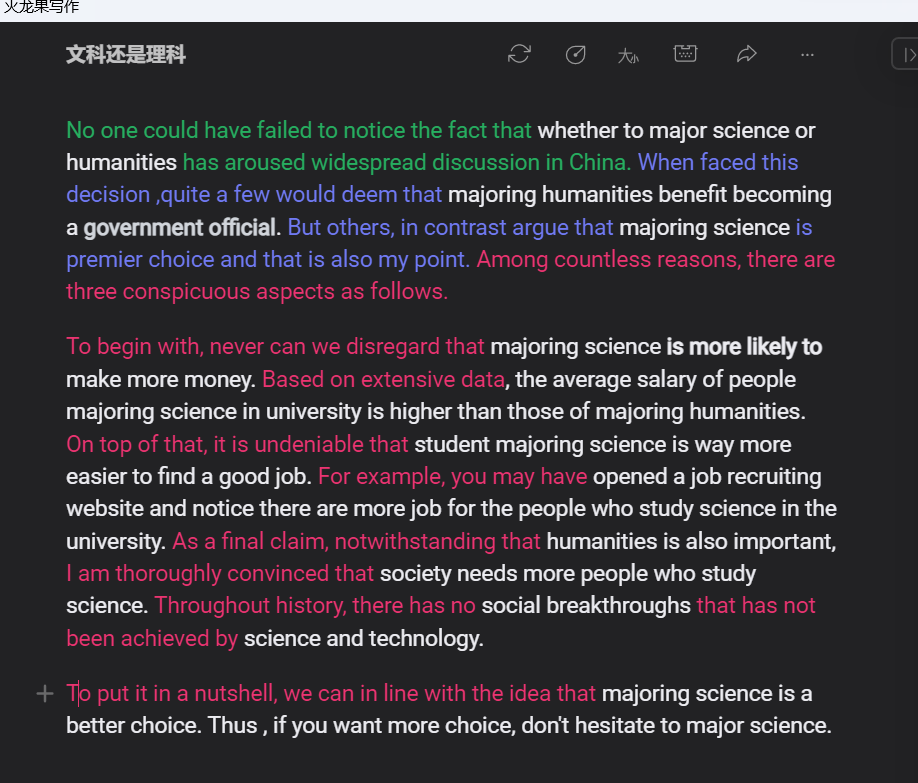 火龙果写作
文科还是理科
大小
No one could have failed to notice the fact that whether to major science or
humanities has aroused widespread discussion in China. When faced this
decision ,quite a few would deem that majoring humanities benefit becoming
a government official. But others, in contrast argue that majoring science is
premier choice and that is also my point. Among countless reasons, there are
three conspicuous aspects as follows.
To begin with, never can we disregard that majoring science is more likely to
make more money. Based on extensive data, the average salary of people
majoring science in university is higher than those of majoring humanities.
On top of that, it is undeniable that student majoring science is way more
easier to find a good job. For example, you may have opened a job recruiting
website and notice there are more job for the people who study science in the
university. As a final claim, notwithstanding that humanities is also important,
I am thoroughly convinced that society needs more people who study
science. Throughout history, there has no social breakthroughs that has not
been achieved by science and technology.
To put it in a nutshell, we can in line with the idea that majoring science is a
better choice. Thus , if you want more choice, don't hesitate to major science.